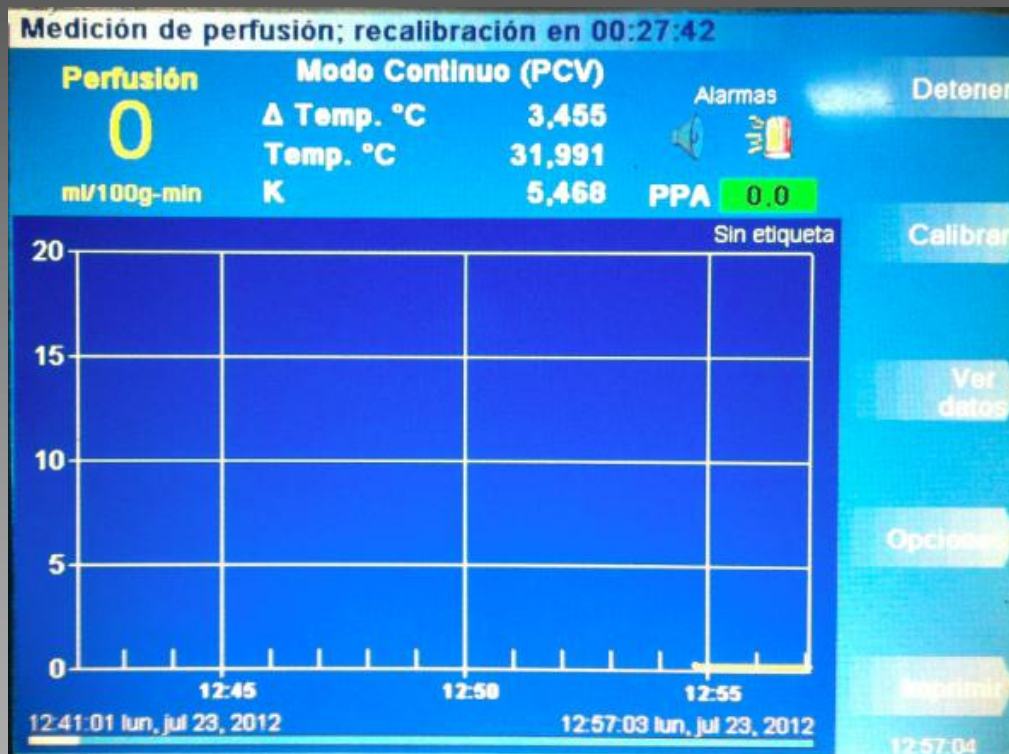 Medición de perfusión; recalibración en 00:27:42
Perfusión
0
ml/100g-min
Modo Continuo (PCV)
Δ Temp. °C 3,455
Temp. °C 31,991
K 5,468
Alarmas
PPA 0,0
Detener
Calibrar
Ver
datos
Opciones
Imprimir
Sin etiqueta
20
15
10
5
0
12:45 12:50 12:55
12:41:01 lun, jul 23, 2012 12:57:03 lun, jul 23, 2012
12:57:04